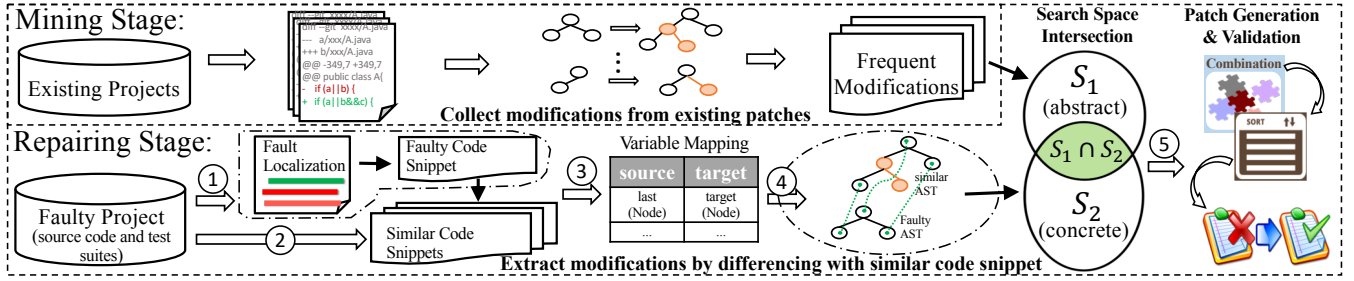 Mining Stage:
Existing Projects
diff --git xxxx/A.java
--- a/xxx/A.java
+++ b/xxx/A.java
@@ -349,7 +349,7
@@ public class A{
- if (a||b) {
+ if (a||b&&c) {
Collect modifications from existing patches
Frequent
Modifications
Search Space
Intersection
S1
(abstract)
S1 ∩ S2
S2
(concrete)
Patch Generation
& Validation
Combination
SORT
5
Repairing Stage:
Faulty Project
(source code and test
suites)
1
2
Fault
Localization
Faulty Code
Snippet
Similar Code
Snippets
3
Variable Mapping
source target
last target
(Node) (Node)
... ...
4
similar
AST
Faulty
AST
Extract modifications by differencing with similar code snippet